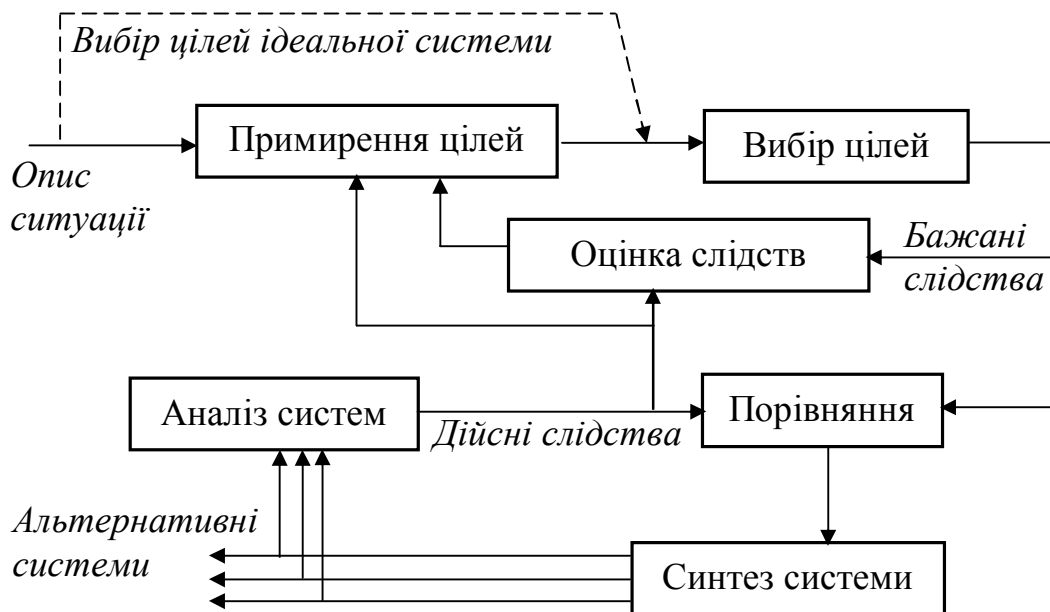 Вибір цілей ідеальної системи
Примирення цілей
Вибір цілей
Опис
ситуації
Оцінка слідств
Бажані
слідства
Аналіз систем
Дійсні слідства
Порівняння
Альтернативні
системи
Синтез системи